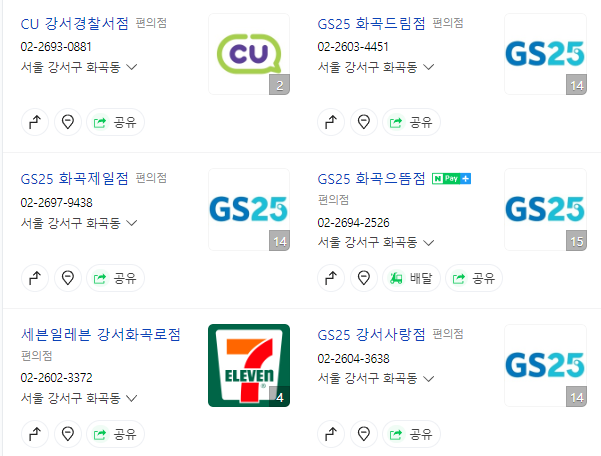 CU 강서경찰서점 편의점
02-2693-0881
서울 강서구 화곡동
CU
2
공유
GS25 화곡드림점 편의점
02-2603-4451
서울 강서구 화곡동
GS25
14
공유
GS25 화곡제일점 편의점
02-2697-9438
서울 강서구 화곡동
GS25
14
공유
GS25 화곡으뜸점 N Pay +
편의점
02-2694-2526
서울 강서구 화곡동
GS25
15
배달 공유
세븐일레븐 강서화곡로점
편의점
02-2602-3372
서울 강서구 화곡동
7
ELEVEN
4
공유
GS25 강서사랑점 편의점
02-2604-3638
서울 강서구 화곡동
GS25
14
공유